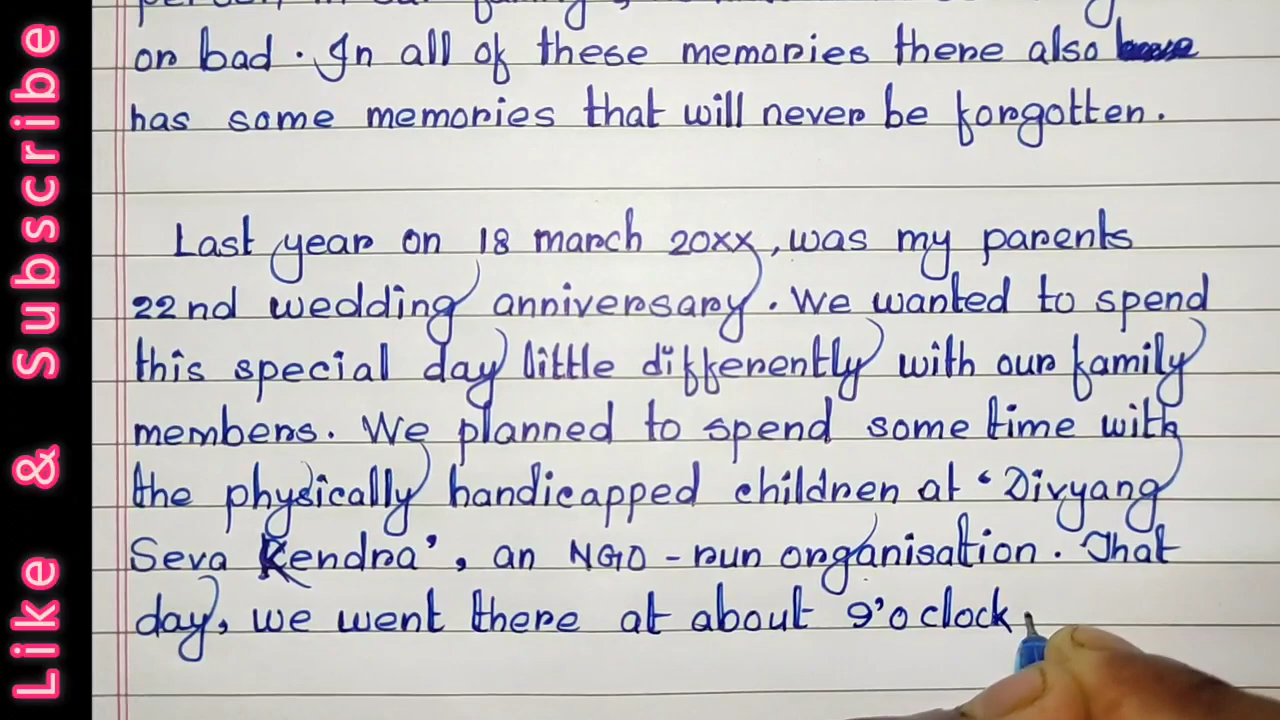 or bad. In all of these memories there also
has some memories that will never be forgotten.
Last year on 18 march 20xx, was my parents
22nd wedding anniversary. We wanted to spend
this special day little differently with our family
members. We planned to spend some time with
the physically handicapped children at 'Divyang
Seva Kendra', an NGO-run organisation. That
day, we went there at about 9'o clock
Like & Subscribe